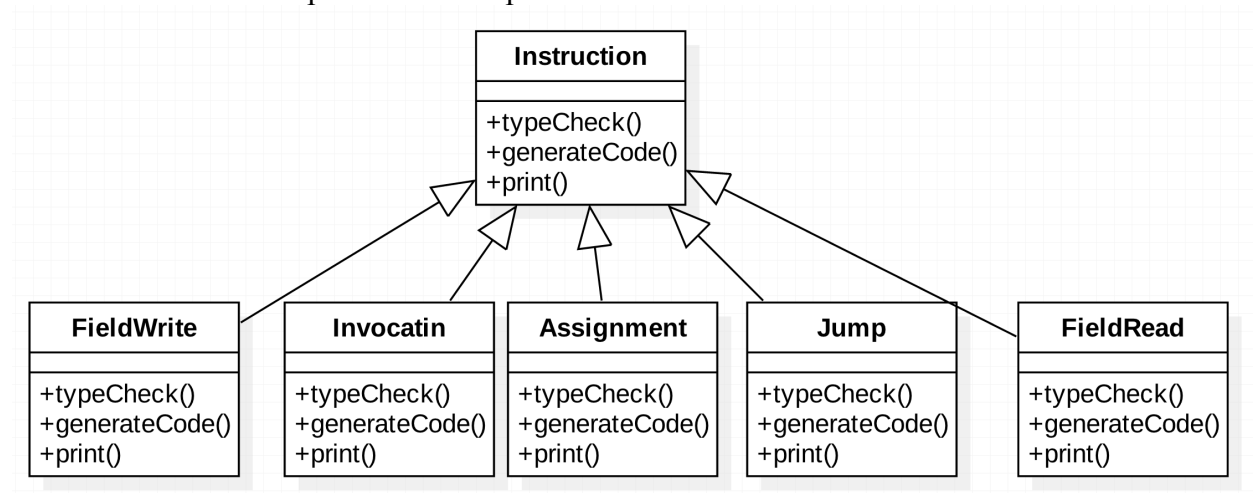 Instruction
+typeCheck()
+generateCode()
+print()
FieldWrite
+typeCheck()
+generateCode()
+print()
Invocatin
+typeCheck()
+generateCode()
+print()
Assignment
+typeCheck()
+generateCode()
+print()
Jump
+typeCheck()
+generateCode()
+print()
FieldRead
+typeCheck()
+generateCode()
+print()